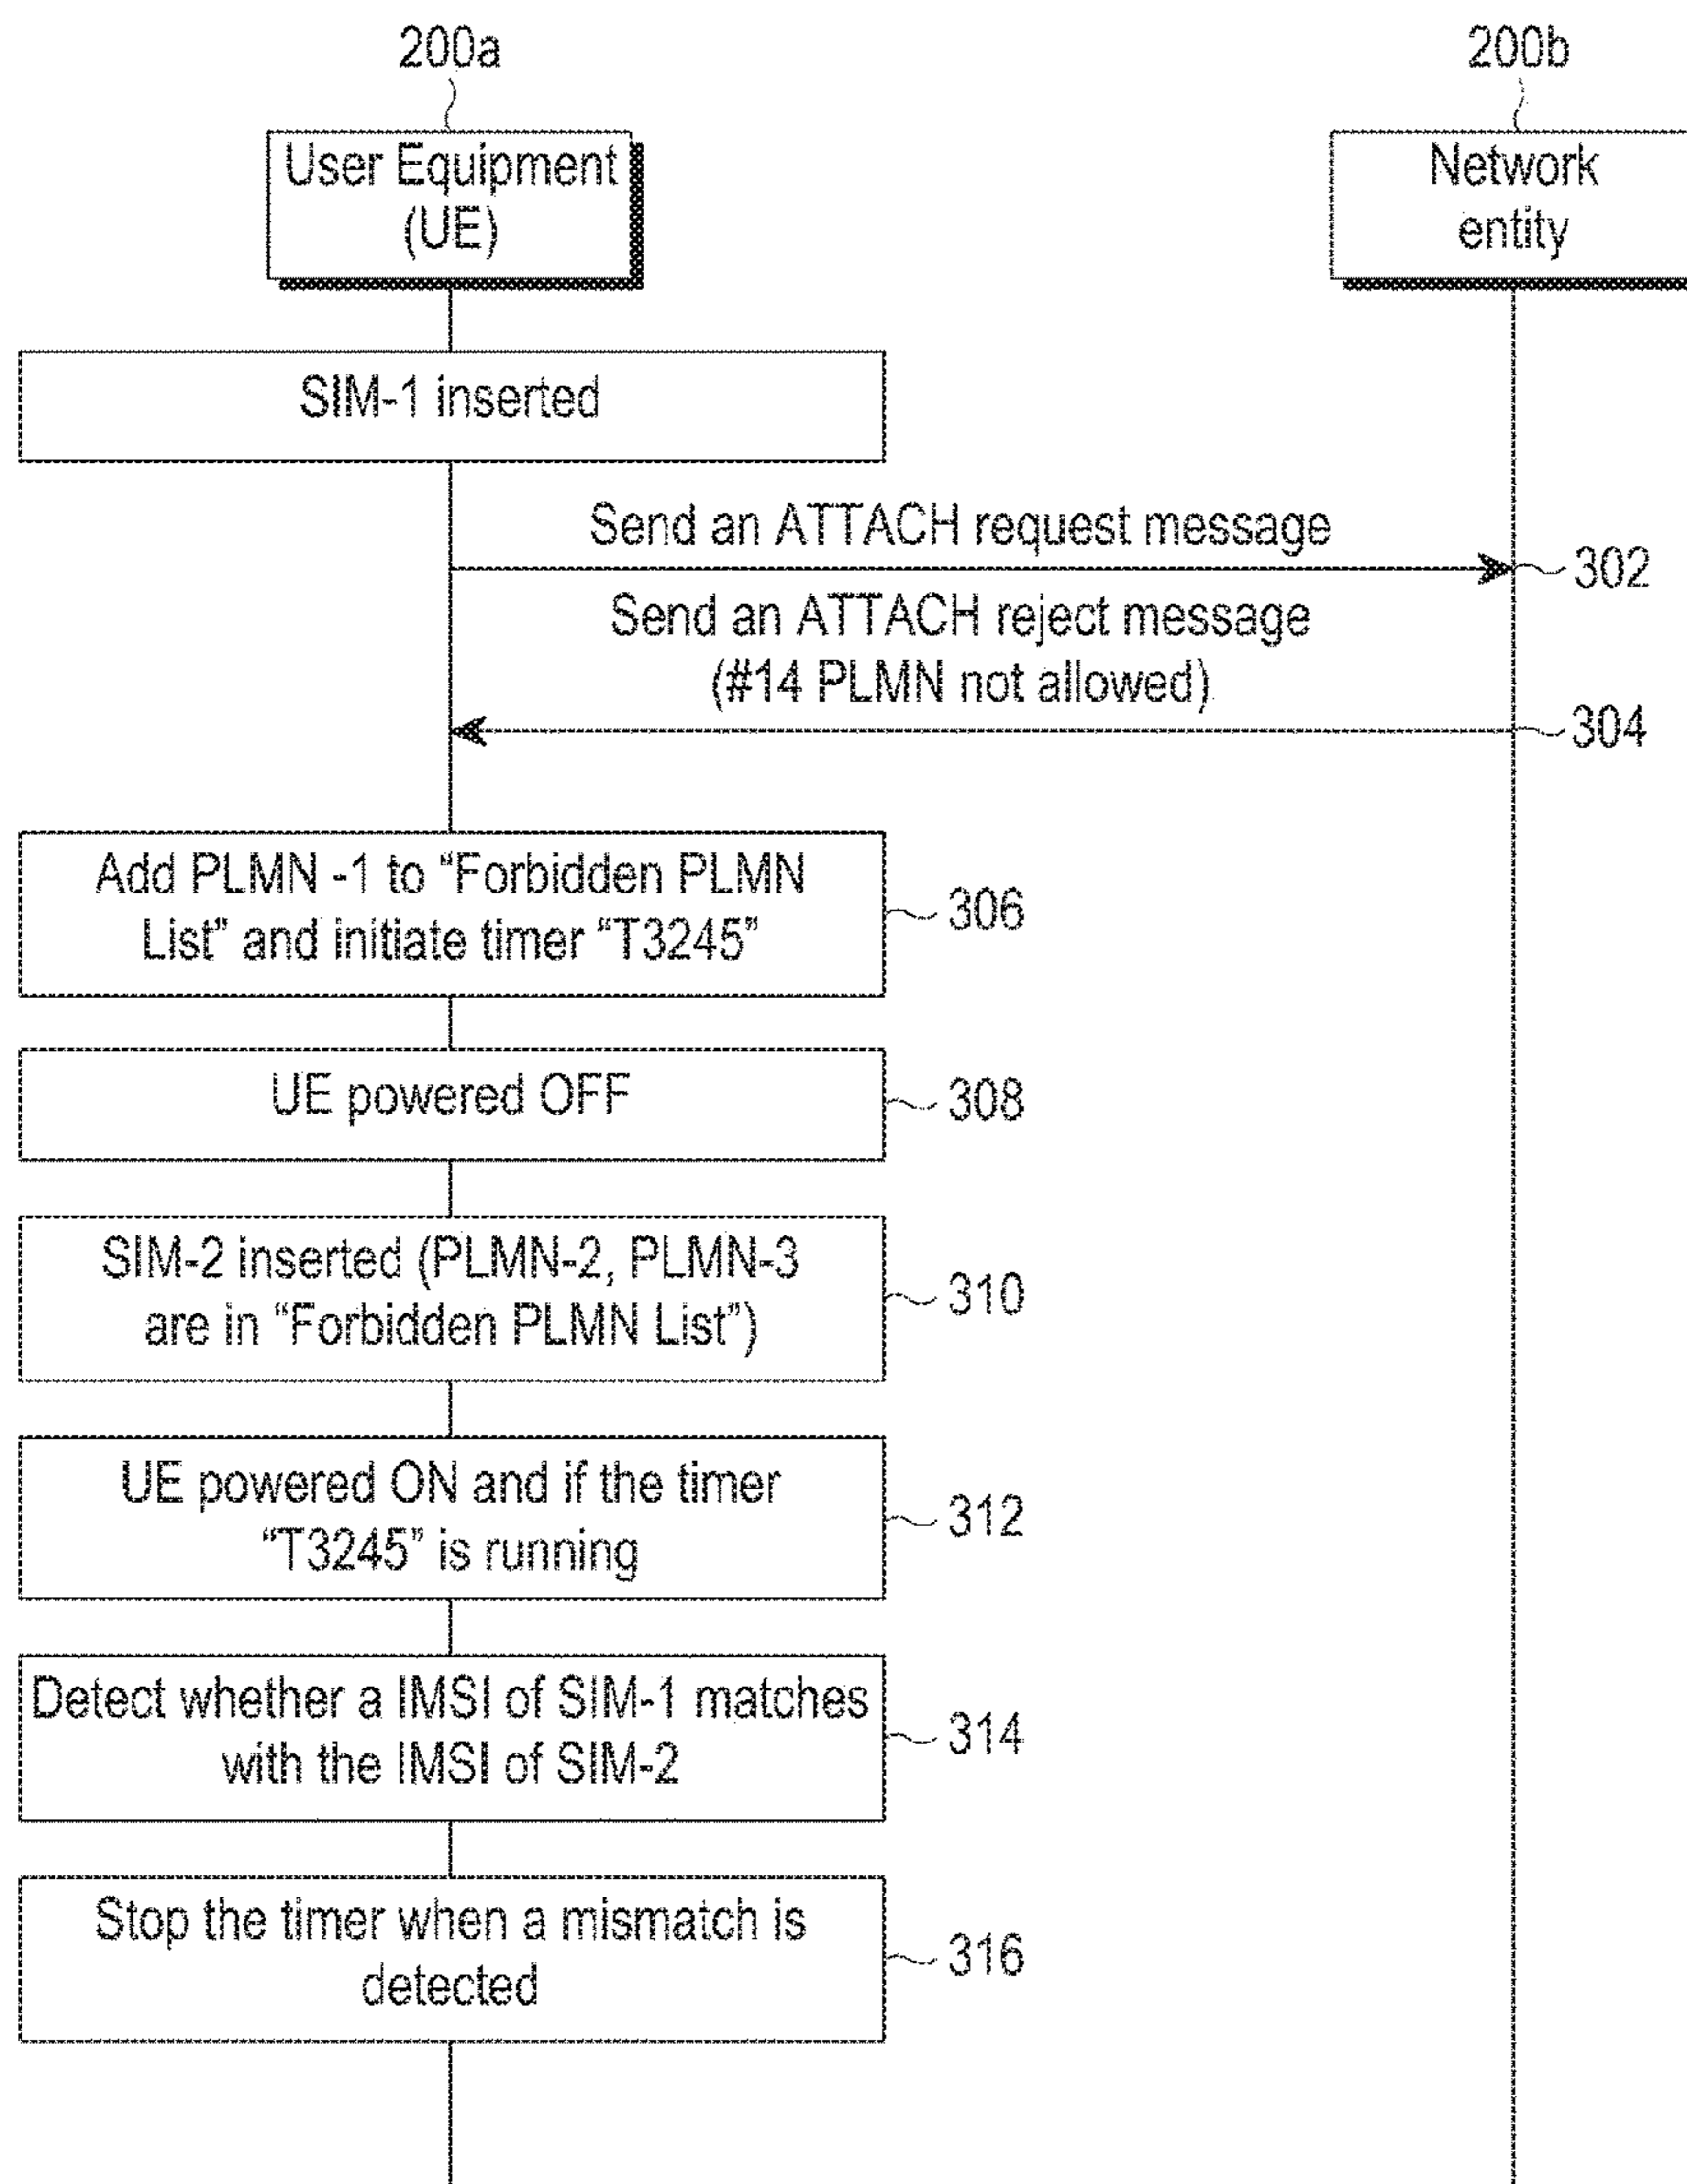 200a
200b
User Equipment
(UE)
Network
entity
SIM-1 inserted
Send an ATTACH request message
302
Send an ATTACH reject message
(#14 PLMN not allowed)
304
Add PLMN -1 to “Forbidden PLMN
List” and initiate timer “T3245”
306
UE powered OFF
308
SIM-2 inserted (PLMN-2, PLMN-3
are in “Forbidden PLMN List”)
310
UE powered ON and if the timer
“T3245” is running
312
Detect whether a IMSI of SIM-1 matches
with the IMSI of SIM-2
314
Stop the timer when a mismatch is
detected
316